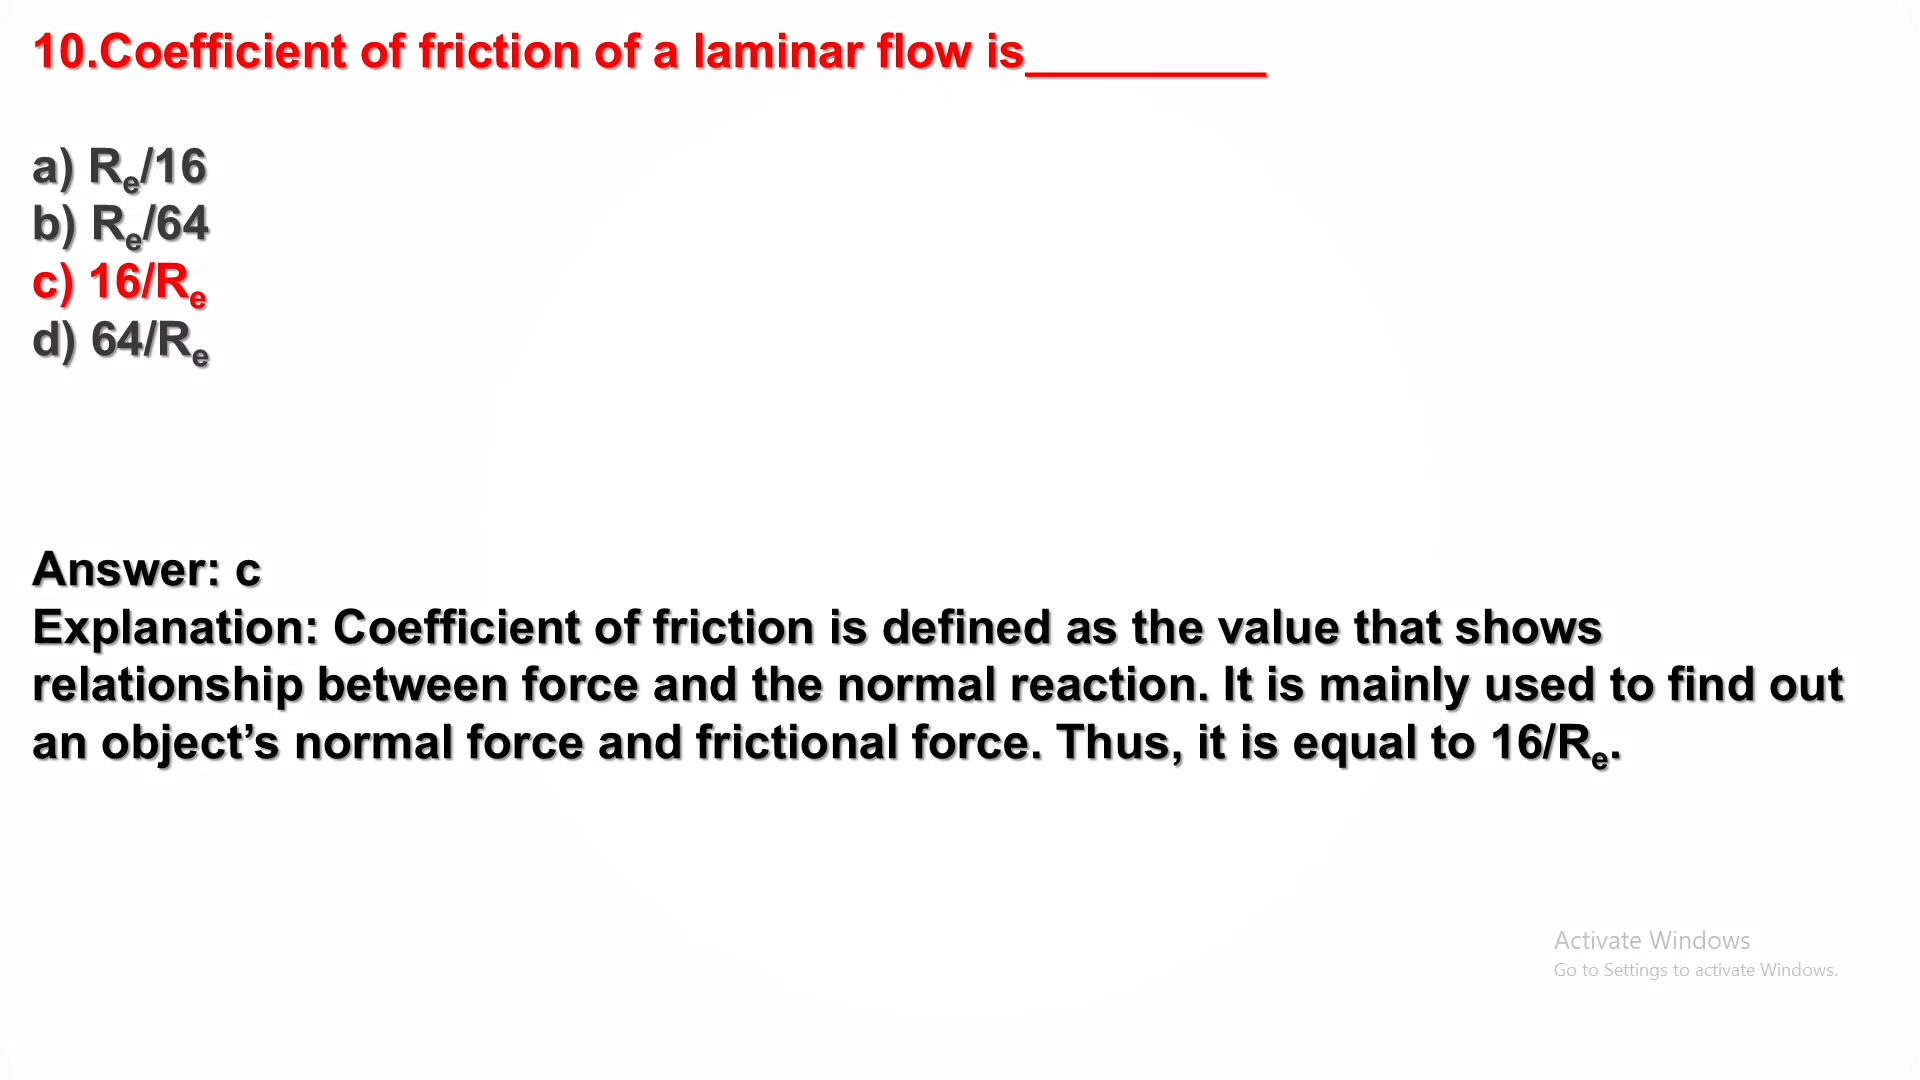 10.Coefficient of friction of a laminar flow is_________
a) Re/16
b) Re/64
c) 16/Re
d) 64/Re
Answer: c
Explanation: Coefficient of friction is defined as the value that shows
relationship between force and the normal reaction. It is mainly used to find out
an object’s normal force and frictional force. Thus, it is equal to 16/Re.
Activate Windows
Go to Settings to activate Windows.